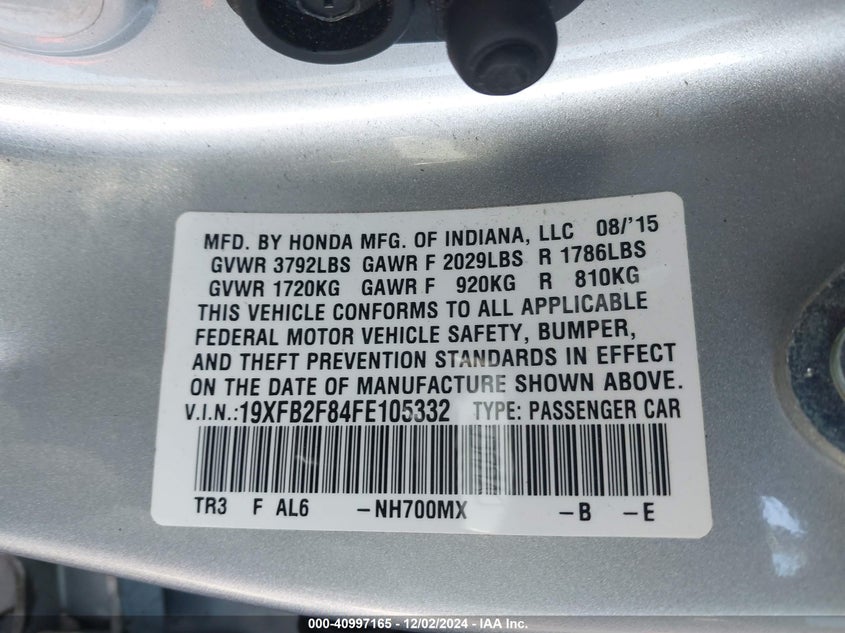 MFD. BY HONDA MFG. OF INDIANA, LLC 08/'15
GVWR 3792LBS GAWR F 2029LBS R 1786LBS
GVWR 1720KG GAWR F 920KG R 810KG
THIS VEHICLE CONFORMS TO ALL APPLICABLE
FEDERAL MOTOR VEHICLE SAFETY, BUMPER,
AND THEFT PREVENTION STANDARDS IN EFFECT
ON THE DATE OF MANUFACTURE SHOWN ABOVE.
V.I.N.:19XFB2F84FE105332 TYPE: PASSENGER CAR
TR3 F AL6 -NH700MX -B -E
000-40997165 • 12/02/2024 - IAA Inc.